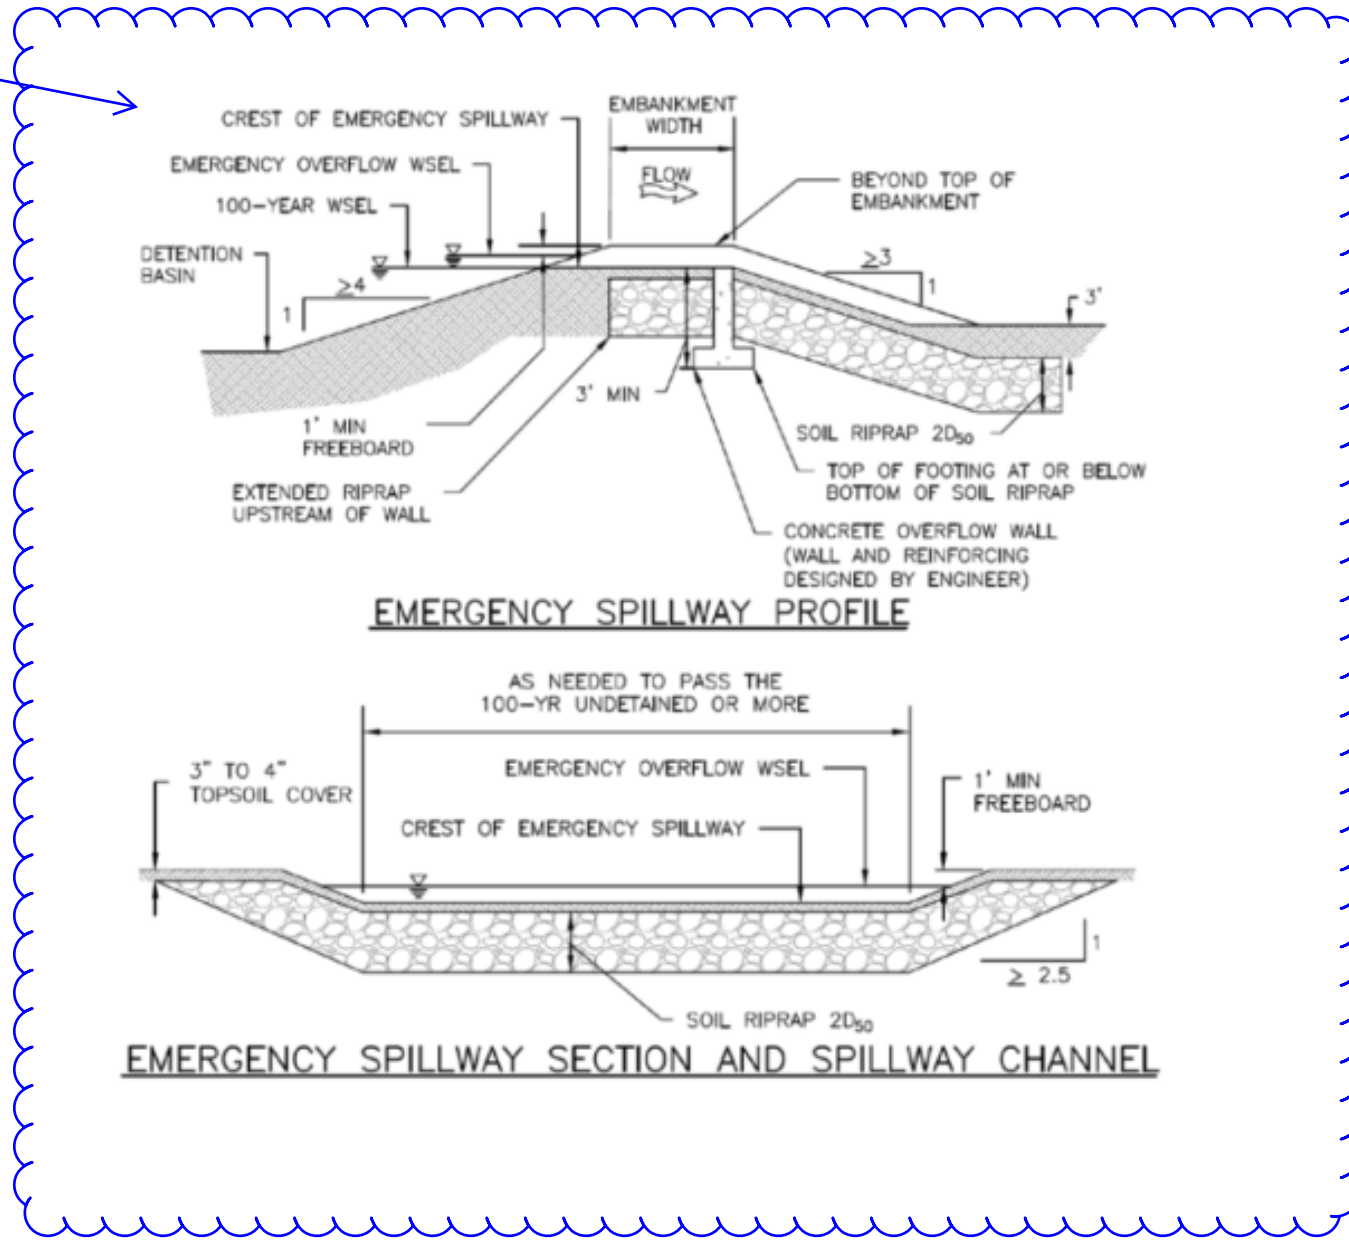 EMBANKMENT
WIDTH
CREST OF EMERGENCY SPILLWAY
EMERGENCY OVERFLOW WSEL
FLOW
BEYOND TOP OF
EMBANKMENT
100-YEAR WSEL
DETENTION
BASIN
≥4
1
≥3
1
3'
3' MIN
1' MIN
FREEBOARD
SOIL RIPRAP 2D50
EXTENDED RIPRAP
UPSTREAM OF WALL
TOP OF FOOTING AT OR BELOW
BOTTOM OF SOIL RIPRAP
CONCRETE OVERFLOW WALL
(WALL AND REINFORCING
DESIGNED BY ENGINEER)
EMERGENCY SPILLWAY PROFILE
AS NEEDED TO PASS THE
100-YR UNDETAINED OR MORE
3" TO 4"
TOPSOIL COVER
EMERGENCY OVERFLOW WSEL
1' MIN
FREEBOARD
CREST OF EMERGENCY SPILLWAY
1
≥ 2.5
SOIL RIPRAP 2D50
EMERGENCY SPILLWAY SECTION AND SPILLWAY CHANNEL